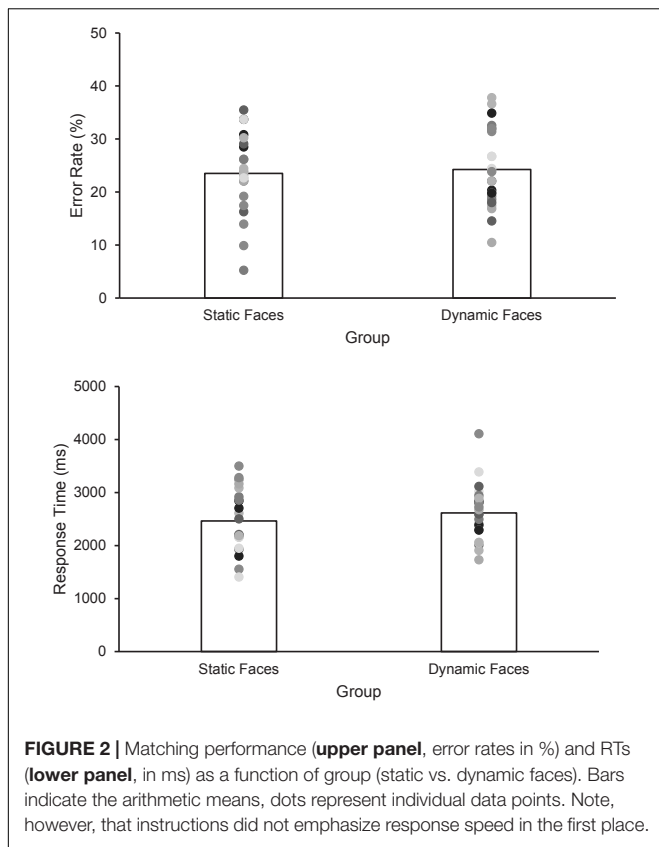 50
40
30
20
10
0
Error Rate (%)
Static Faces Dynamic Faces
Group
5000
4000
3000
2000
1000
0
Response Time (ms)
Static Faces Dynamic Faces
Group
FIGURE 2 | Matching performance (upper panel, error rates in %) and RTs
(lower panel, in ms) as a function of group (static vs. dynamic faces). Bars
indicate the arithmetic means, dots represent individual data points. Note,
however, that instructions did not emphasize response speed in the first place.